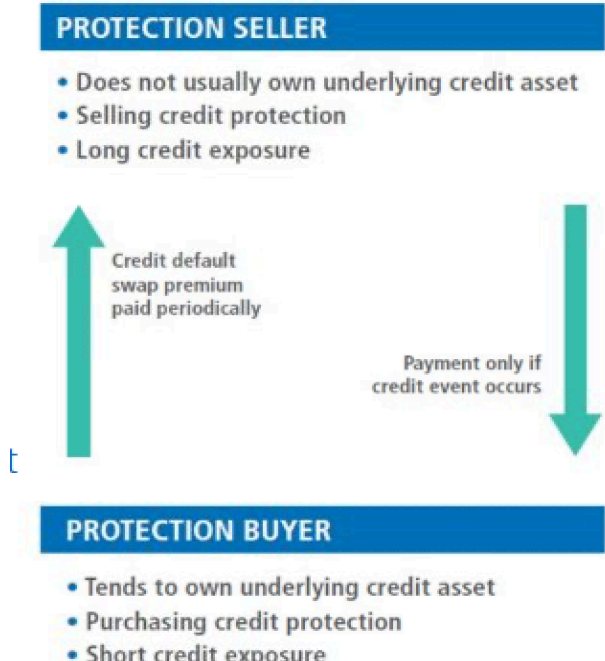 PROTECTION SELLER
• Does not usually own underlying credit asset
• Selling credit protection
• Long credit exposure
Credit default
swap premium
paid periodically
Payment only if
credit event occurs
t
PROTECTION BUYER
• Tends to own underlying credit asset
• Purchasing credit protection
• Short credit exposure